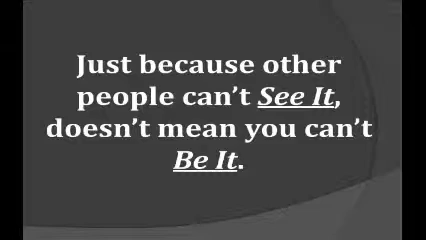 Just because other
people can’t See It,
doesn’t mean you can’t
Be It.